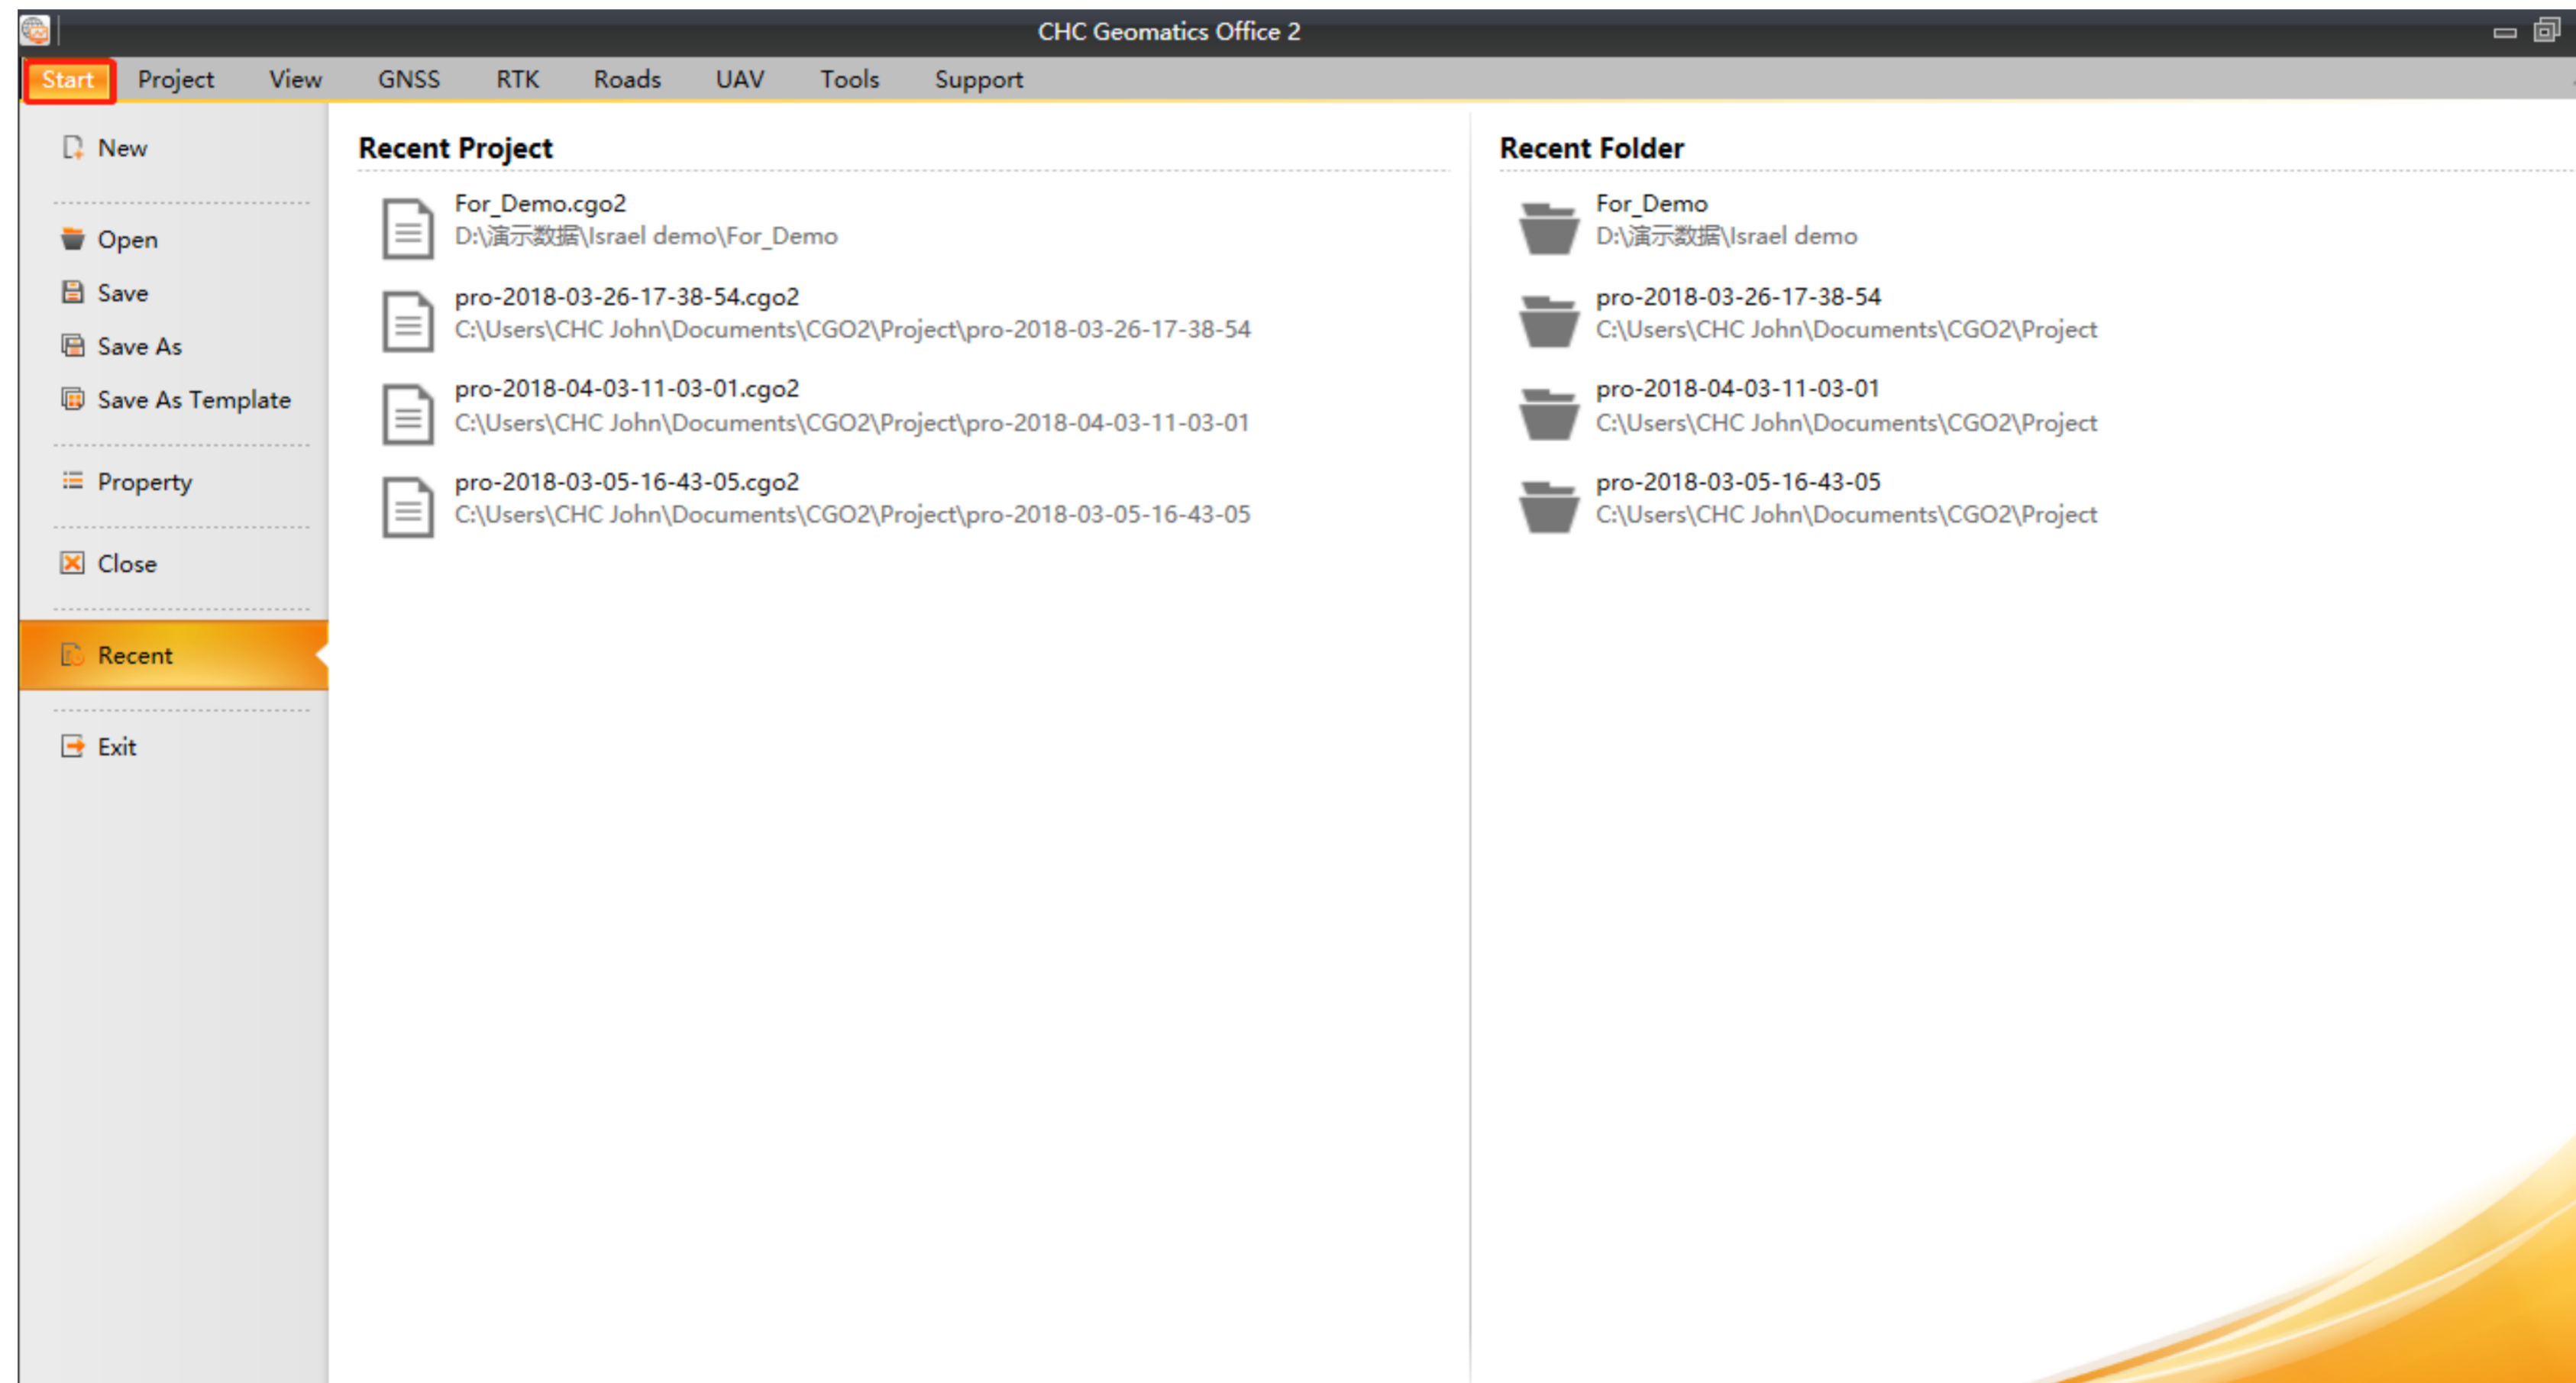 CHC Geomatics Office 2
Start Project View GNSS RTK Roads UAV Tools Support
New
Open
Save
Save As
Save As Template
Property
Close
Recent
Exit
Recent Project
For_Demo.cgo2
D:\演示数据\Israel demo\For_Demo
pro-2018-03-26-17-38-54.cgo2
C:\Users\CHC John\Documents\CGO2\Project\pro-2018-03-26-17-38-54
pro-2018-04-03-11-03-01.cgo2
C:\Users\CHC John\Documents\CGO2\Project\pro-2018-04-03-11-03-01
pro-2018-03-05-16-43-05.cgo2
C:\Users\CHC John\Documents\CGO2\Project\pro-2018-03-05-16-43-05
Recent Folder
For_Demo
D:\演示数据\Israel demo
pro-2018-03-26-17-38-54
C:\Users\CHC John\Documents\CGO2\Project
pro-2018-04-03-11-03-01
C:\Users\CHC John\Documents\CGO2\Project
pro-2018-03-05-16-43-05
C:\Users\CHC John\Documents\CGO2\Project